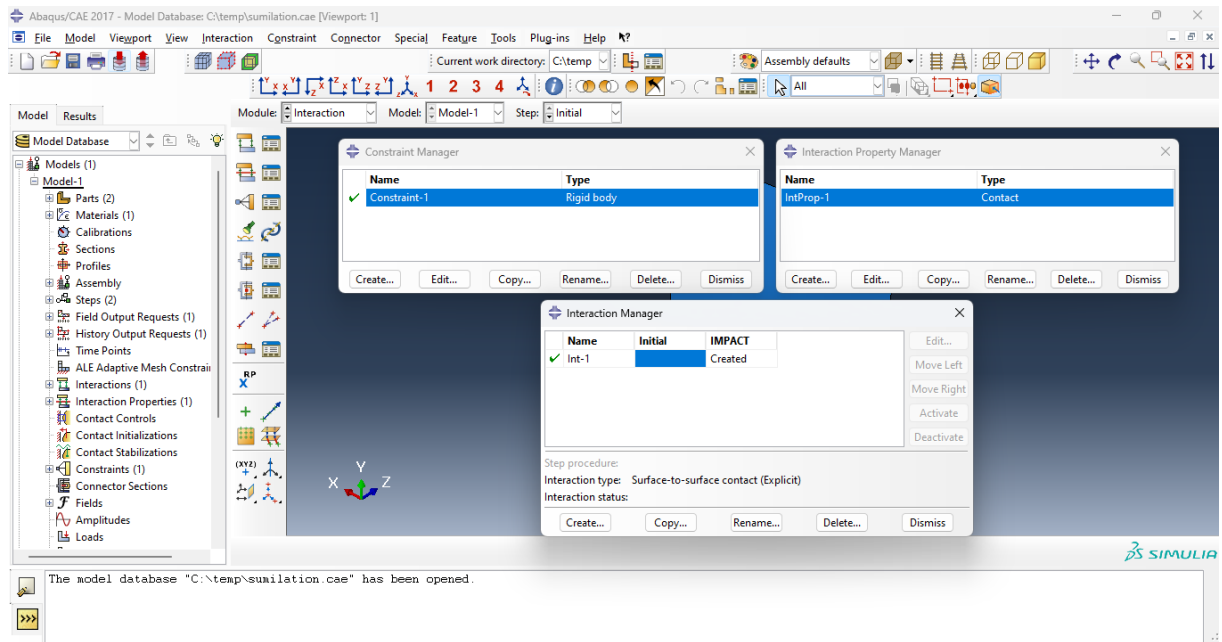 Abaqus/CAE 2017 - Model Database: C:\temp\sumilation.cae [Viewport: 1]
File Model Viewport View Interaction Constraint Connector Special Feature Tools Plug-ins Help
Current work directory: C:\temp
Assembly defaults
1 2 3 4
All
Model Results
Module: Interaction Model: Model-1 Step: Initial
Model Database
Models (1)
Model-1
Parts (2)
Materials (1)
Calibrations
Sections
Profiles
Assembly
Steps (2)
Field Output Requests (1)
History Output Requests (1)
Time Points
ALE Adaptive Mesh Constrai
Interactions (1)
Interaction Properties (1)
Contact Controls
Contact Initializations
Contact Stabilizations
Constraints (1)
Connector Sections
Fields
Amplitudes
Loads
RP
(XYZ)
Constraint Manager
Name Type
Constraint-1 Rigid body
Create... Edit... Copy... Rename... Delete... Dismiss
Interaction Property Manager
Name Type
IntProp-1 Contact
Create... Edit... Copy... Rename... Delete... Dismiss
Interaction Manager
Name Initial IMPACT
Int-1 Created
Edit...
Move Left
Move Right
Activate
Deactivate
Step procedure:
Interaction type: Surface-to-surface contact (Explicit)
Interaction status:
Create... Copy... Rename... Delete... Dismiss
Y
X Z
SIMULIA
The model database "C:\temp\sumilation.cae" has been opened.